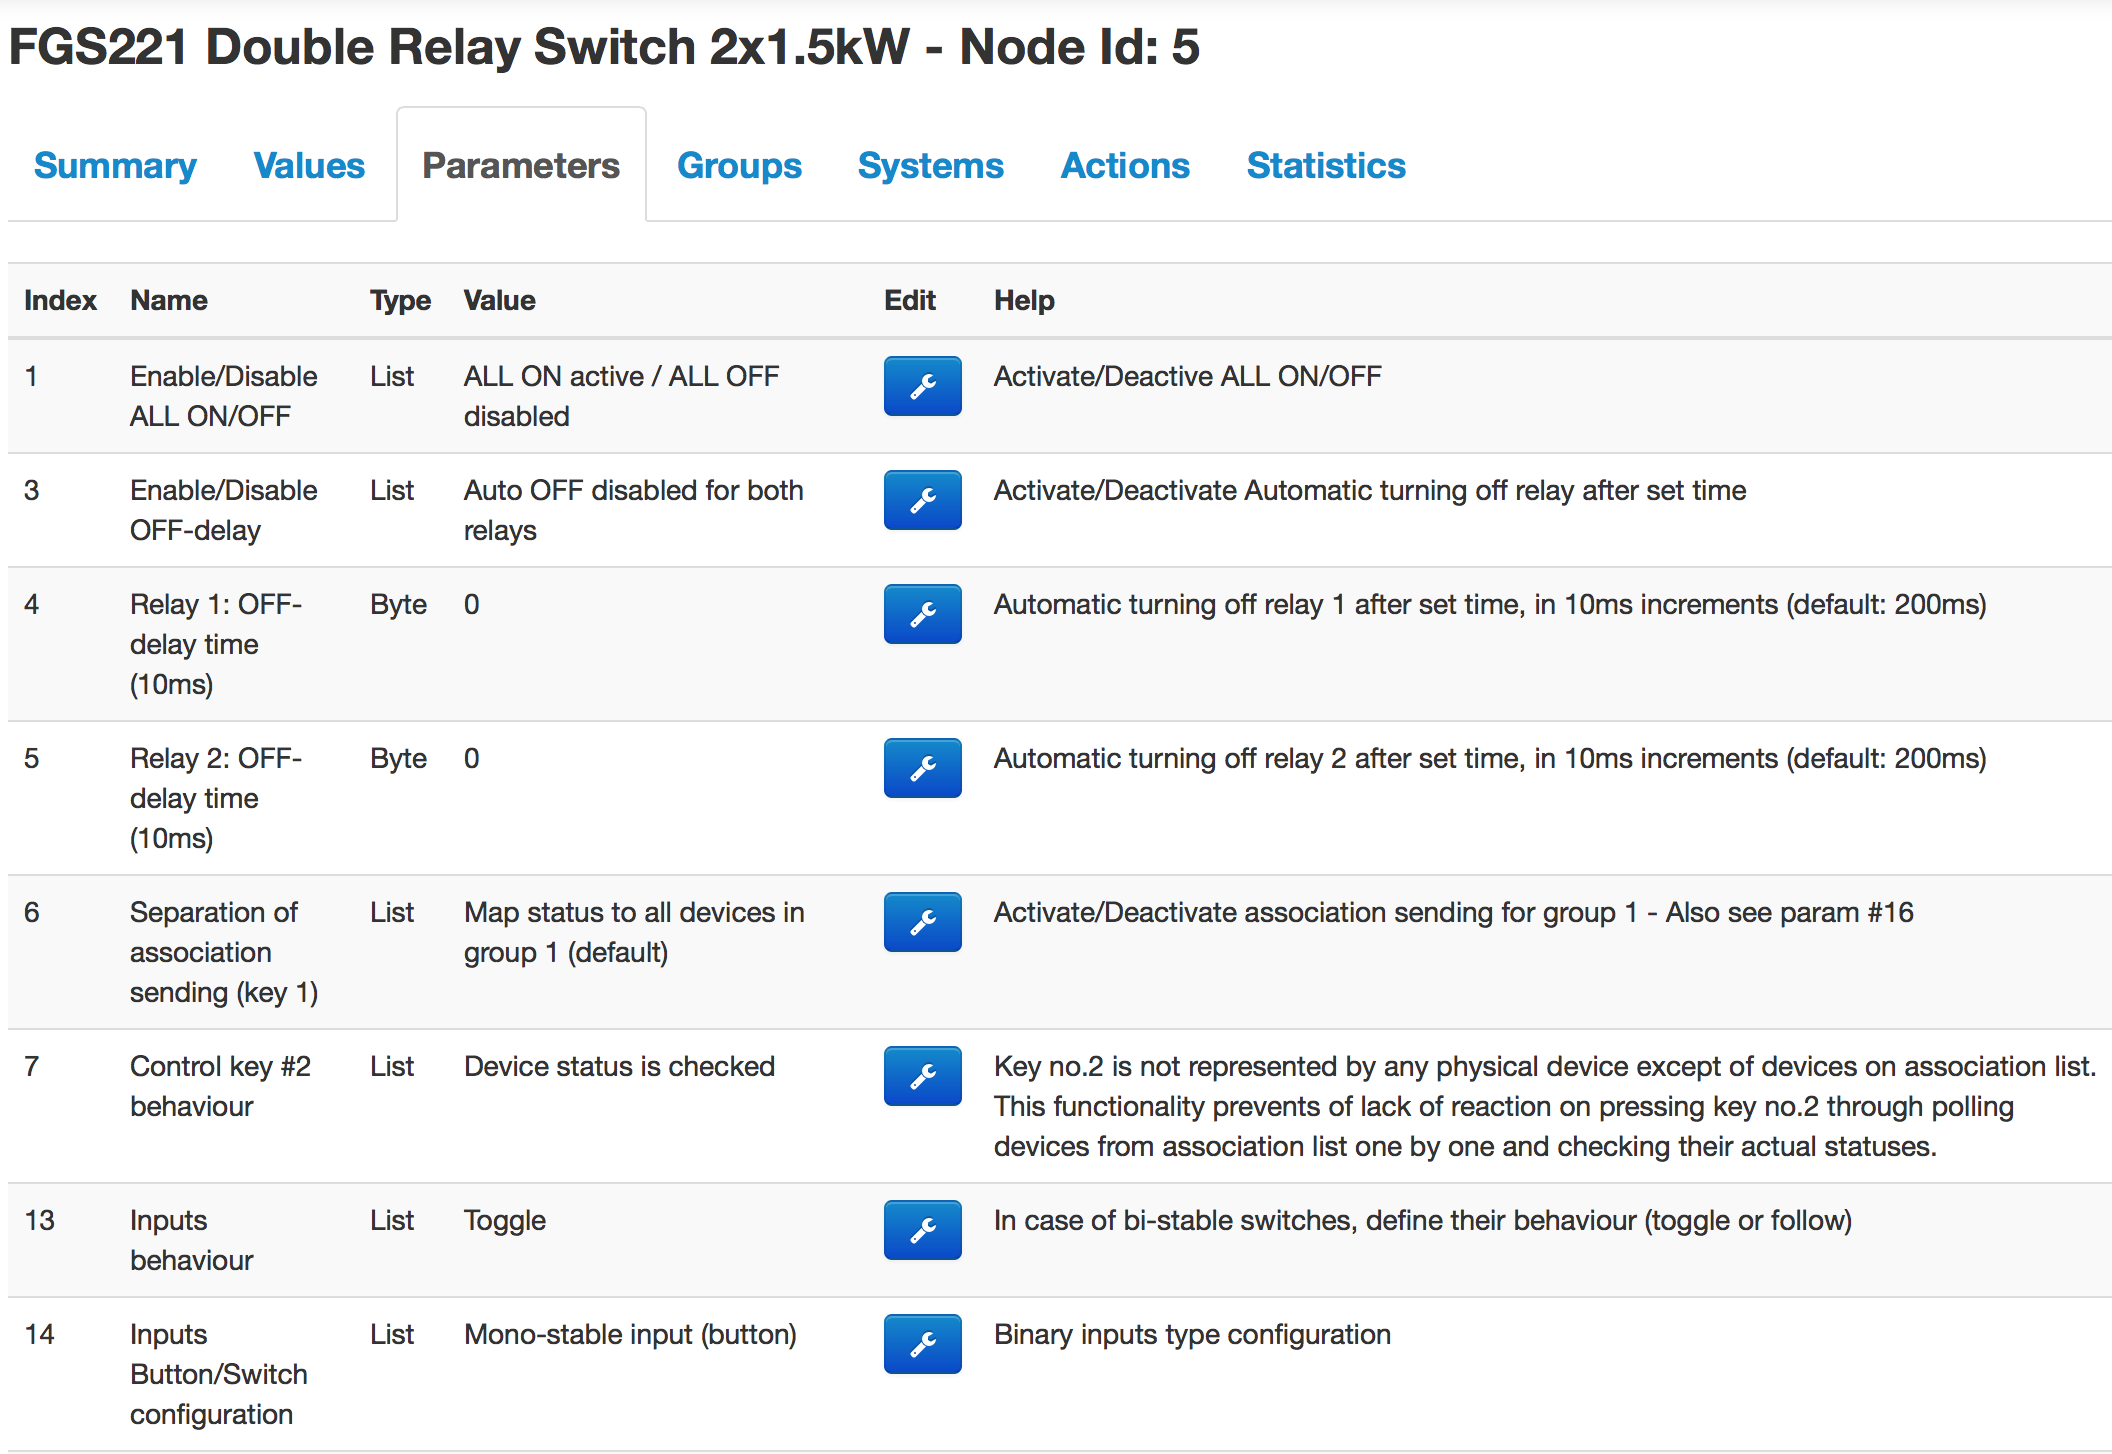 FGS221 Double Relay Switch 2x1.5kW - Node Id: 5
Summary Values Parameters Groups Systems Actions Statistics
Index Name Type Value Edit Help
1 Enable/Disable List ALL ON active / ALL OFF Activate/Deactive ALL ON/OFF
ALL ON/OFF disabled
3 Enable/Disable List Auto OFF disabled for both Activate/Deactivate Automatic turning off relay after set time
OFF-delay relays
4 Relay 1: OFF- Byte 0 Automatic turning off relay 1 after set time, in 10ms increments (default: 200ms)
delay time
(10ms)
5 Relay 2: OFF- Byte 0 Automatic turning off relay 2 after set time, in 10ms increments (default: 200ms)
delay time
(10ms)
6 Separation of List Map status to all devices in Activate/Deactivate association sending for group 1 - Also see param #16
association group 1 (default)
sending (key 1)
7 Control key #2 List Device status is checked Key no.2 is not represented by any physical device except of devices on association list.
behaviour This functionality prevents of lack of reaction on pressing key no.2 through polling
devices from association list one by one and checking their actual statuses.
13 Inputs List Toggle In case of bi-stable switches, define their behaviour (toggle or follow)
behaviour
14 Inputs List Mono-stable input (button) Binary inputs type configuration
Button/Switch
configuration